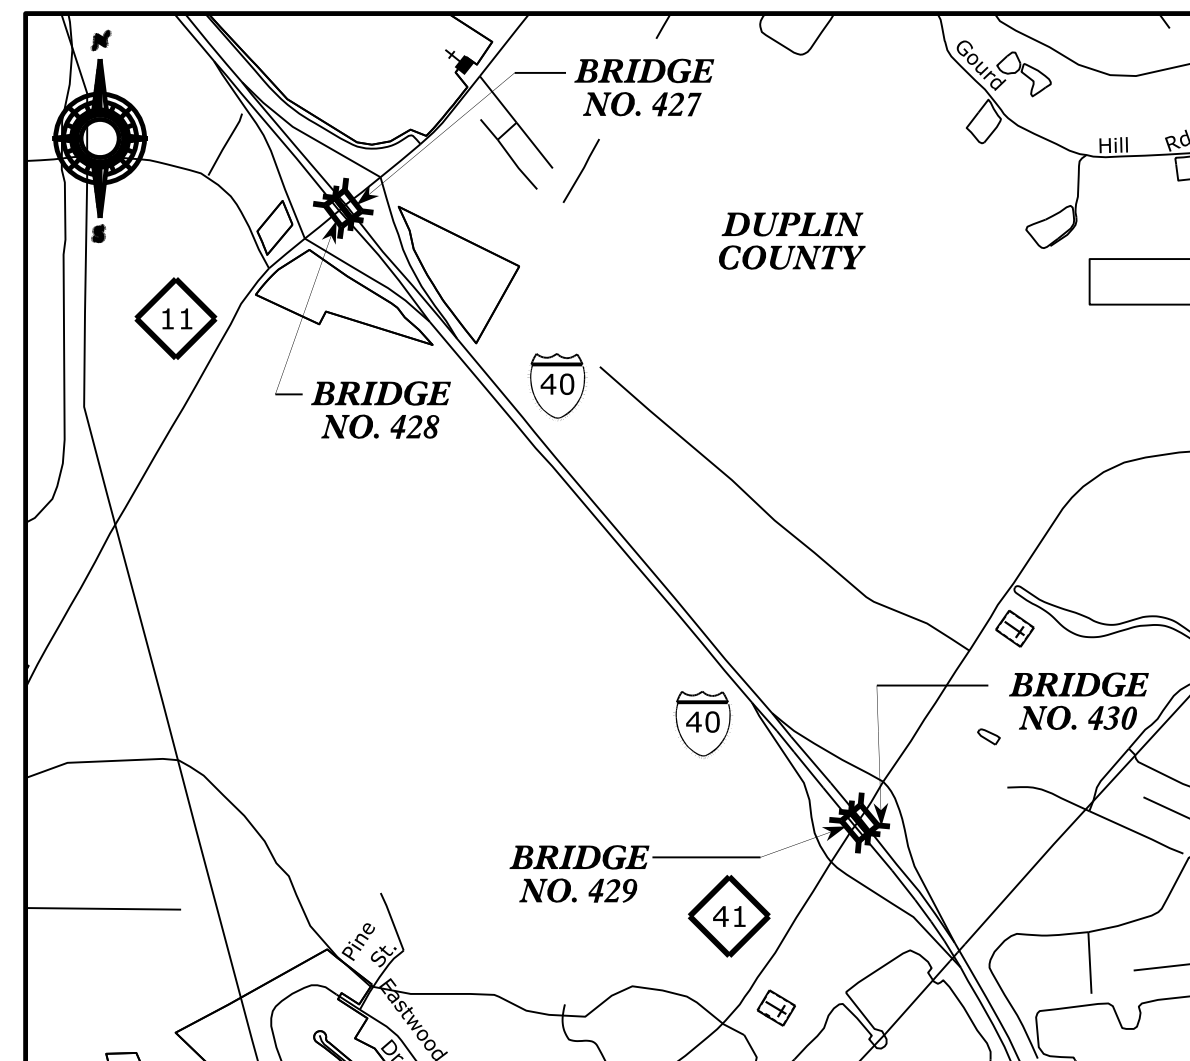 N
S
BRIDGE
NO. 427
Gourd
Hill
Rd
DUPLIN
COUNTY
11
40
BRIDGE
NO. 428
BRIDGE
NO. 430
40
BRIDGE
NO. 429
41
Pine
St.
Eastwood
Dr